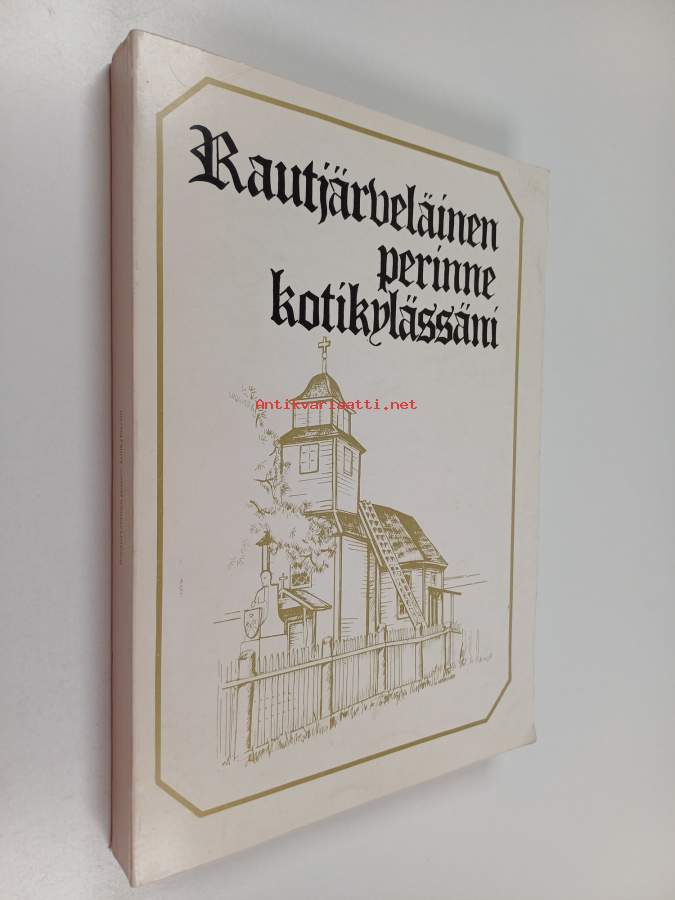 Rautjärveläinen
perinne
kotikylässäni
Antikvariaatti.net